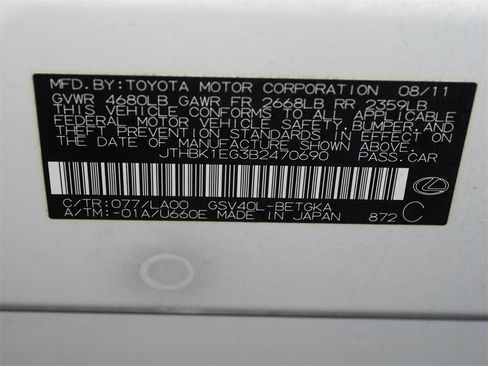 MFD.BY:TOYOTA MOTOR CORPORATION 08/11
GVWR 4680LB GAWR FR 2668LB RR 2359LB
THIS VEHICLE CONFORMS TO ALL APPLICABLE
FEDERAL MOTOR VEHICLE SAFETY, BUMPER, AND
THEFT PREVENTION STANDARDS IN EFFECT ON
THE DATE OF MANUFACTURE SHOWN ABOVE.
JTHBK1EG3B2470690 PASS.CAR
C/TR:077/LA00 GSV40L-BETGKA
A/TM:-01A/U660E MADE IN JAPAN 872 C